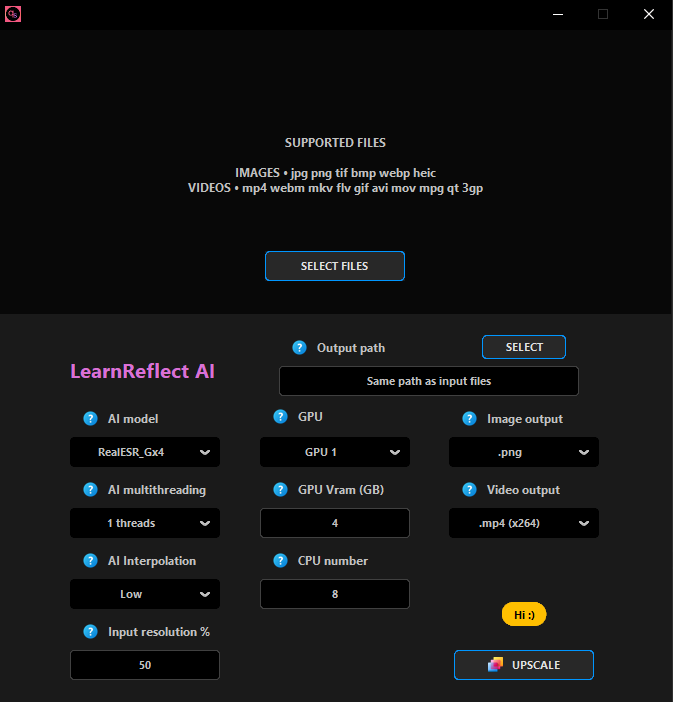 SUPPORTED FILES
IMAGES • jpg png tif bmp webp heic
VIDEOS • mp4 webm mkv flv gif avi mov mpg qt 3gp
SELECT FILES
? Output path
SELECT
LearnReflect AI
Same path as input files
? AI model
? GPU
? Image output
RealESR_Gx4
GPU 1
.png
? AI multithreading
? GPU Vram (GB)
? Video output
1 threads
4
.mp4 (x264)
? AI Interpolation
? CPU number
Low
8
Hi :)
? Input resolution %
50
UPSCALE